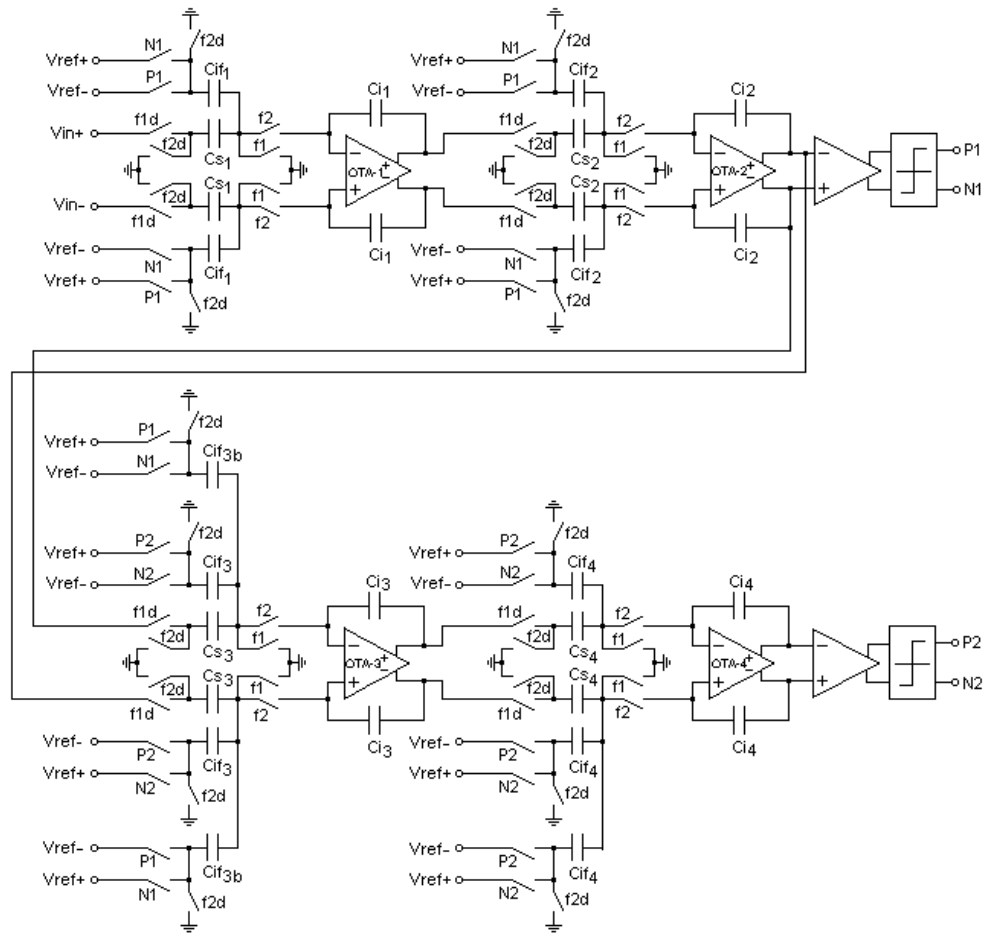 f2d f2d
Vref+ N1 Vref+ N1
Cif1 Cif2
Vref- P1 Ci1 Vref- P1 Ci2
Vin+ f1d f2 f1d f2
P1
f2d Cs1 f1 OTA-1 f2d Cs2 f1 OTA-2
Cs1 f1 Cs2 f1
N1
Vin- f2d f2 f2d f2
f1d f1d
Vref- N1 Cif1 Ci1 Vref- N1 Cif2 Ci2
Vref+ P1 Vref+ P1
f2d f2d
f2d
Vref+ P1
Cif3b
Vref- N1
f2d f2d
Vref+ P2 Vref+ P2
Cif3 Cif4
Vref- N2 Ci3 Vref- N2 Ci4
f1d f2 f1d f2
P2
f2d Cs3 f1 OTA-3 f2d Cs4 f1 OTA-4
Cs3 f1 Cs4 f1
N2
f2d f2 f2d f2
f1d f1d
Vref- P2 Cif3 Ci3 Vref- P2 Cif4 Ci4
Vref+ N2 Vref+ N2
f2d f2d
Vref- P1 Cif3b Vref- P2 Cif4
Vref+ N1 Vref+ N2
f2d f2d